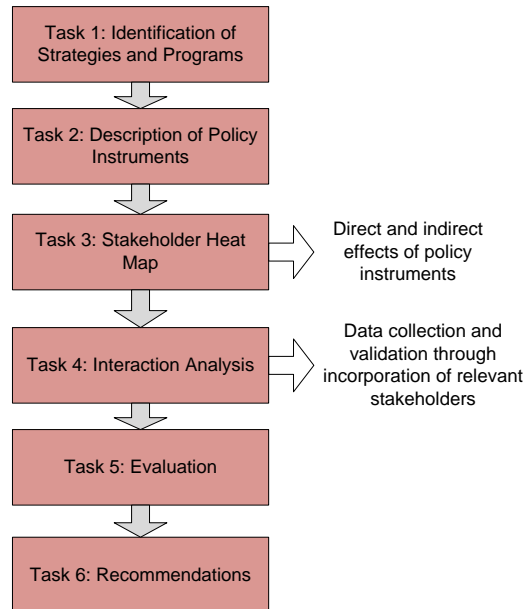 Task 1: Identification of
Strategies and Programs
Task 2: Description of Policy
Instruments
Task 3: Stakeholder Heat
Map
Direct and indirect
effects of policy
instruments
Task 4: Interaction Analysis
Data collection and
validation through
incorporation of relevant
stakeholders
Task 5: Evaluation
Task 6: Recommendations